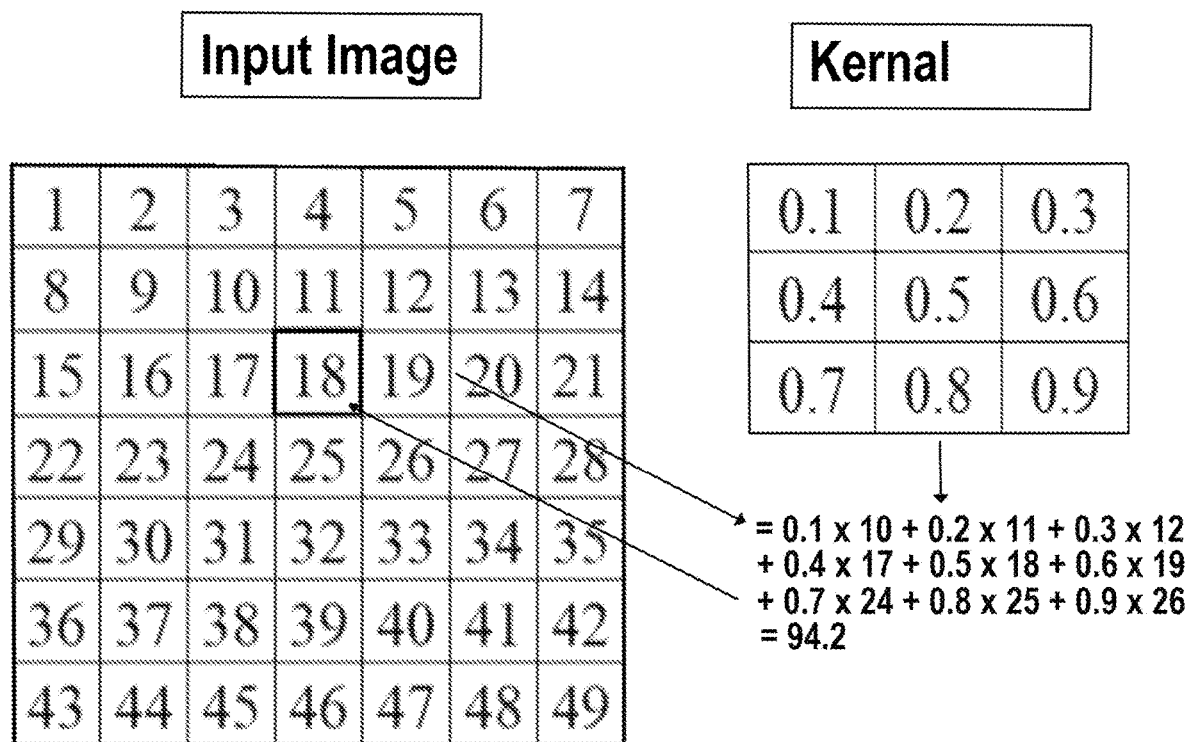 Input Image
Kernal
1 2 3 4 5 6 7
8 9 10 11 12 13 14
15 16 17 18 19 20 21
22 23 24 25 26 27 28
29 30 31 32 33 34 35
36 37 38 39 40 41 42
43 44 45 46 47 48 49
0.1 0.2 0.3
0.4 0.5 0.6
0.7 0.8 0.9
= 0.1 x 10 + 0.2 x 11 + 0.3 x 12
+ 0.4 x 17 + 0.5 x 18 + 0.6 x 19
+ 0.7 x 24 + 0.8 x 25 + 0.9 x 26
= 94.2